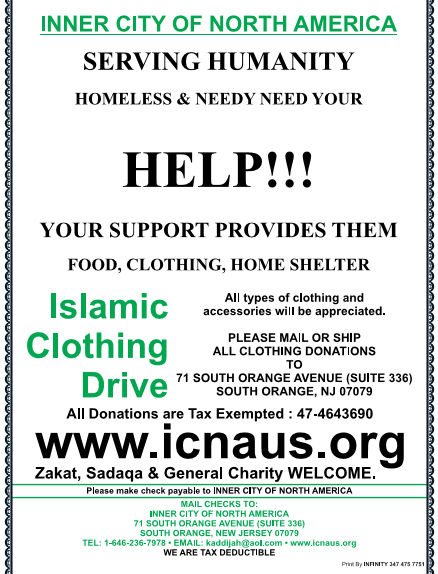 INNER CITY OF NORTH AMERICA
SERVING HUMANITY
HOMELESS & NEEDY NEED YOUR
HELP!!!
YOUR SUPPORT PROVIDES THEM
FOOD, CLOTHING, HOME SHELTER
Islamic
Clothing
Drive
All types of clothing and
accessories will be appreciated.
PLEASE MAIL OR SHIP
ALL CLOTHING DONATIONS
TO
71 SOUTH ORANGE AVENUE (SUITE 336)
SOUTH ORANGE, NJ 07079
All Donations are Tax Exempted : 47-4643690
www.icnaus.org
Zakat, Sadaqa & General Charity WELCOME.
Please make check payable to INNER CITY OF NORTH AMERICA
MAIL CHECKS TO:
INNER CITY OF NORTH AMERICA
71 SOUTH ORANGE AVENUE (SUITE 336)
SOUTH ORANGE, NEW JERSEY 07079
TEL: 1-646-236-7978 • EMAIL: kaddijah@aol.com • www.icnaus.org
WE ARE TAX DEDUCTIBLE
Print By INFINITY 347 475 7751